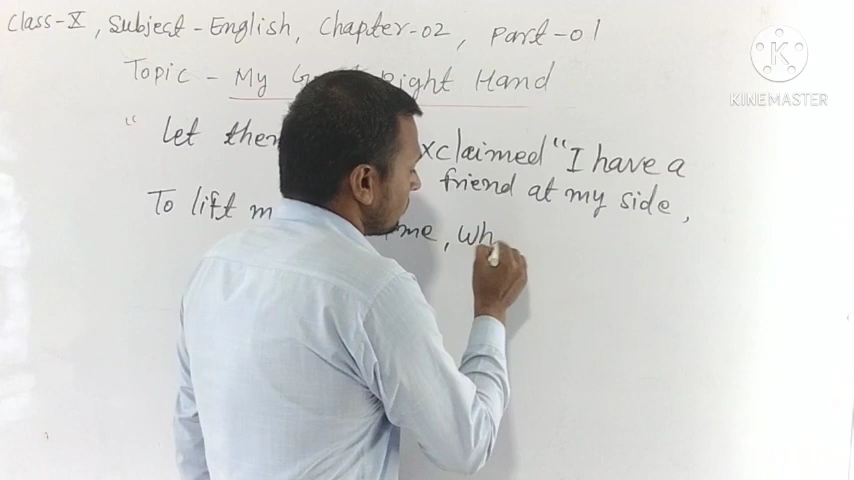 Class-X, Subject-English, Chapter-02, Part-01
Topic - My Right Hand
"Let them xclaimed "I have a
friend at my side,
To lift m me, wh
KINEMASTER